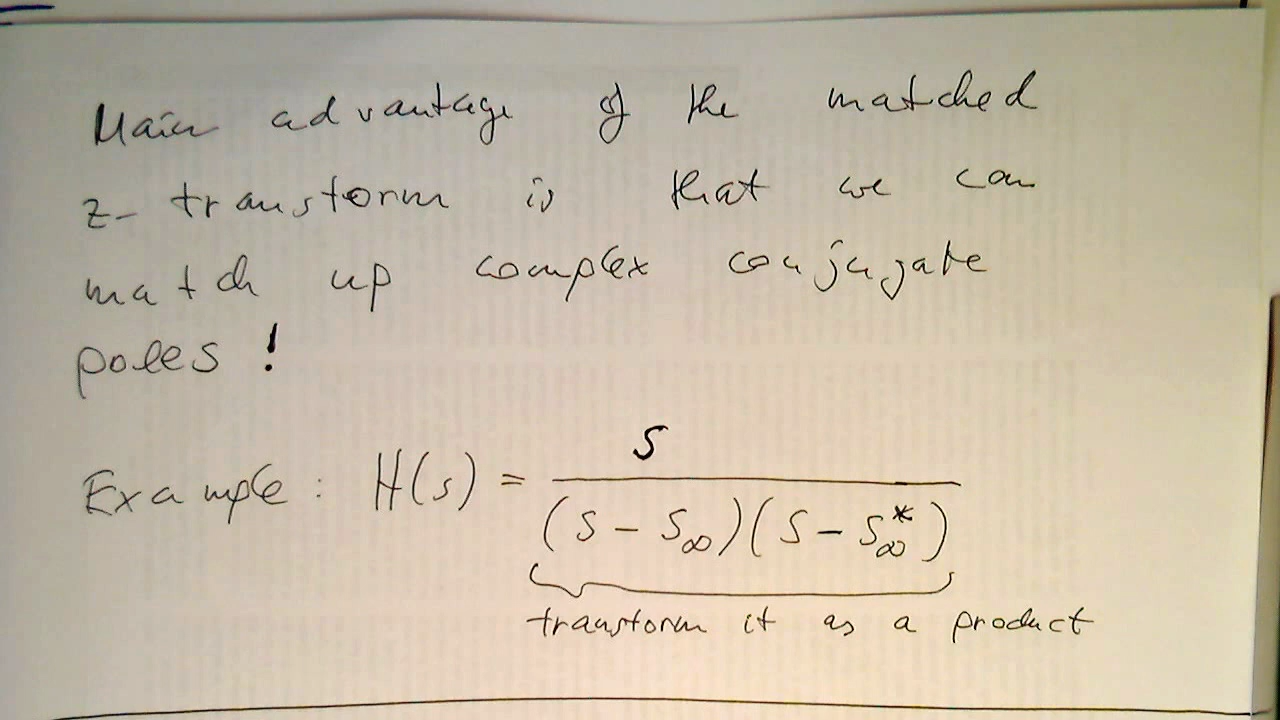 Main advantage of the matched
z-transform is that we can
match up complex conjugate
poles!
Example: H(s) = s / ((s - s∞)(s - s∞*))
transform it as a product